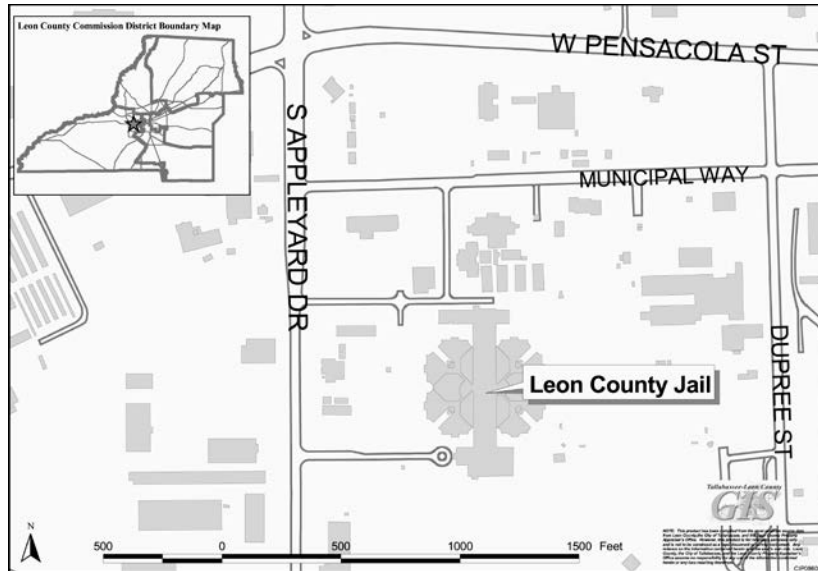 Leon County Commission District Boundary Map
W PENSACOLA ST
S APPLEYARD DR
MUNICIPAL WAY
Leon County Jail
DUPREE ST
Tallahassee-Leon County
GIS
N
500 0 500 1000 1500 Feet